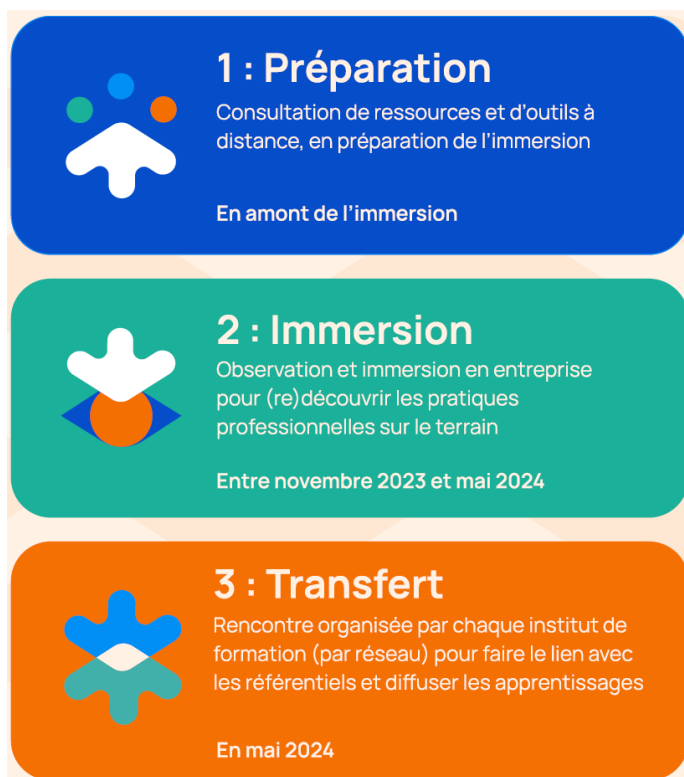 1 : Préparation
Consultation de ressources et d'outils à
distance, en préparation de l'immersion
En amont de l'immersion
2 : Immersion
Observation et immersion en entreprise
pour (re)découvrir les pratiques
professionnelles sur le terrain
Entre novembre 2023 et mai 2024
3 : Transfert
Rencontre organisée par chaque institut de
formation (par réseau) pour faire le lien avec
les référentiels et diffuser les apprentissages
En mai 2024